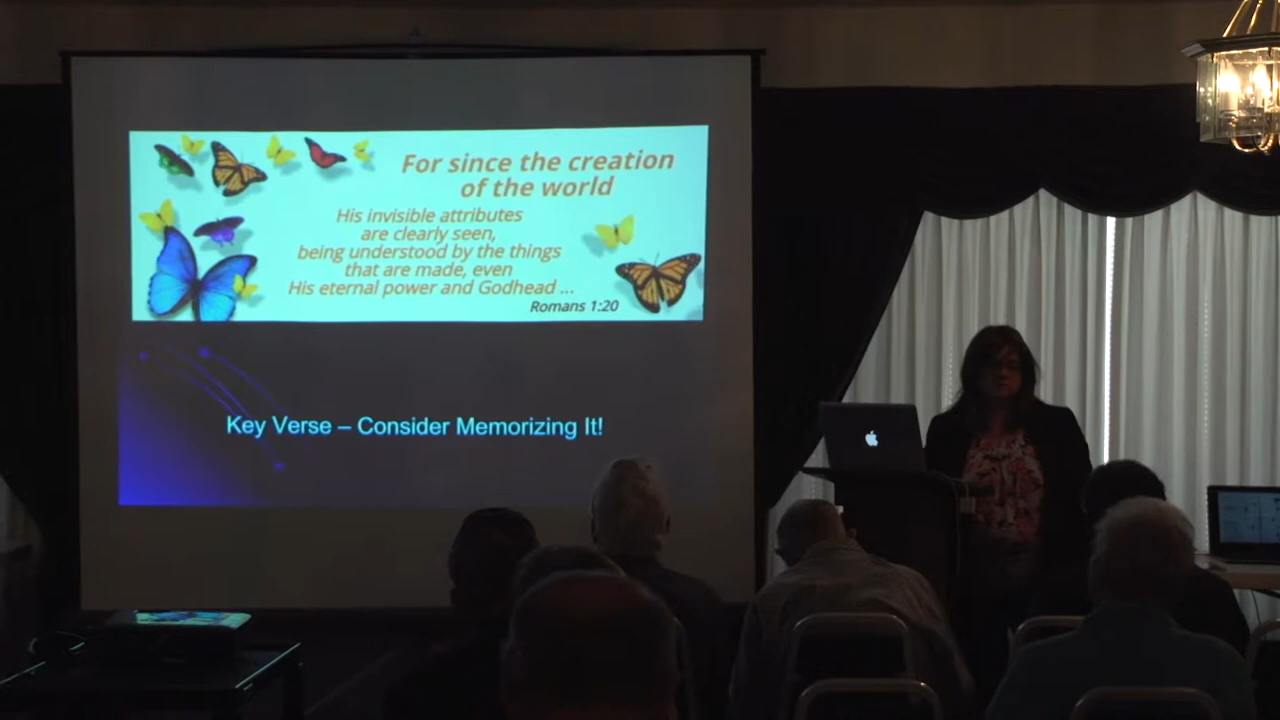 For since the creation
of the world
His invisible attributes
are clearly seen,
being understood by the things
that are made, even
His eternal power and Godhead ...
Romans 1:20
Key Verse – Consider Memorizing It!